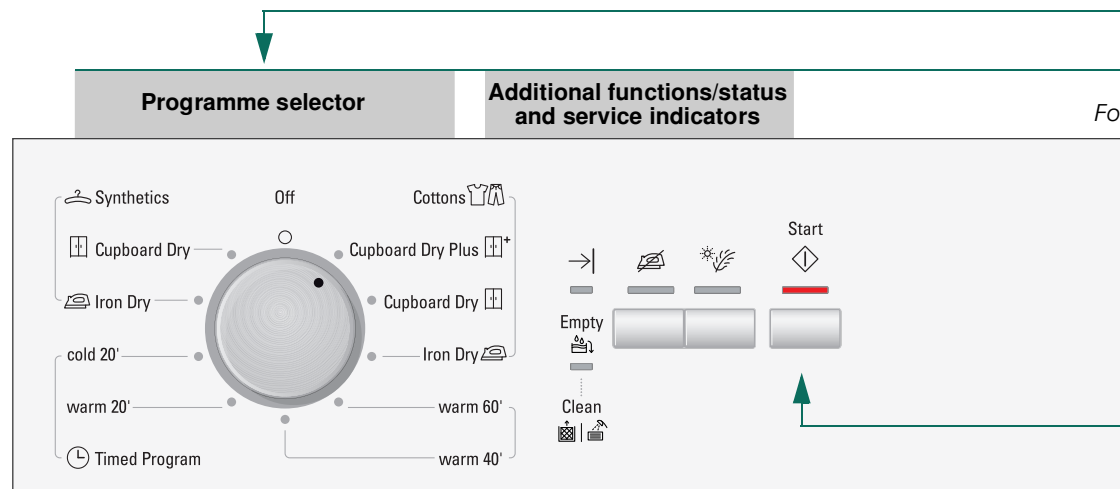 Programme selector
Additional functions/status
and service indicators
Fo
Synthetics
Off
Cottons
Cupboard Dry
Cupboard Dry Plus
+
Iron Dry
Cupboard Dry
cold 20'
Iron Dry
warm 20'
warm 60'
Timed Program
warm 40'
Start
Empty
Clean